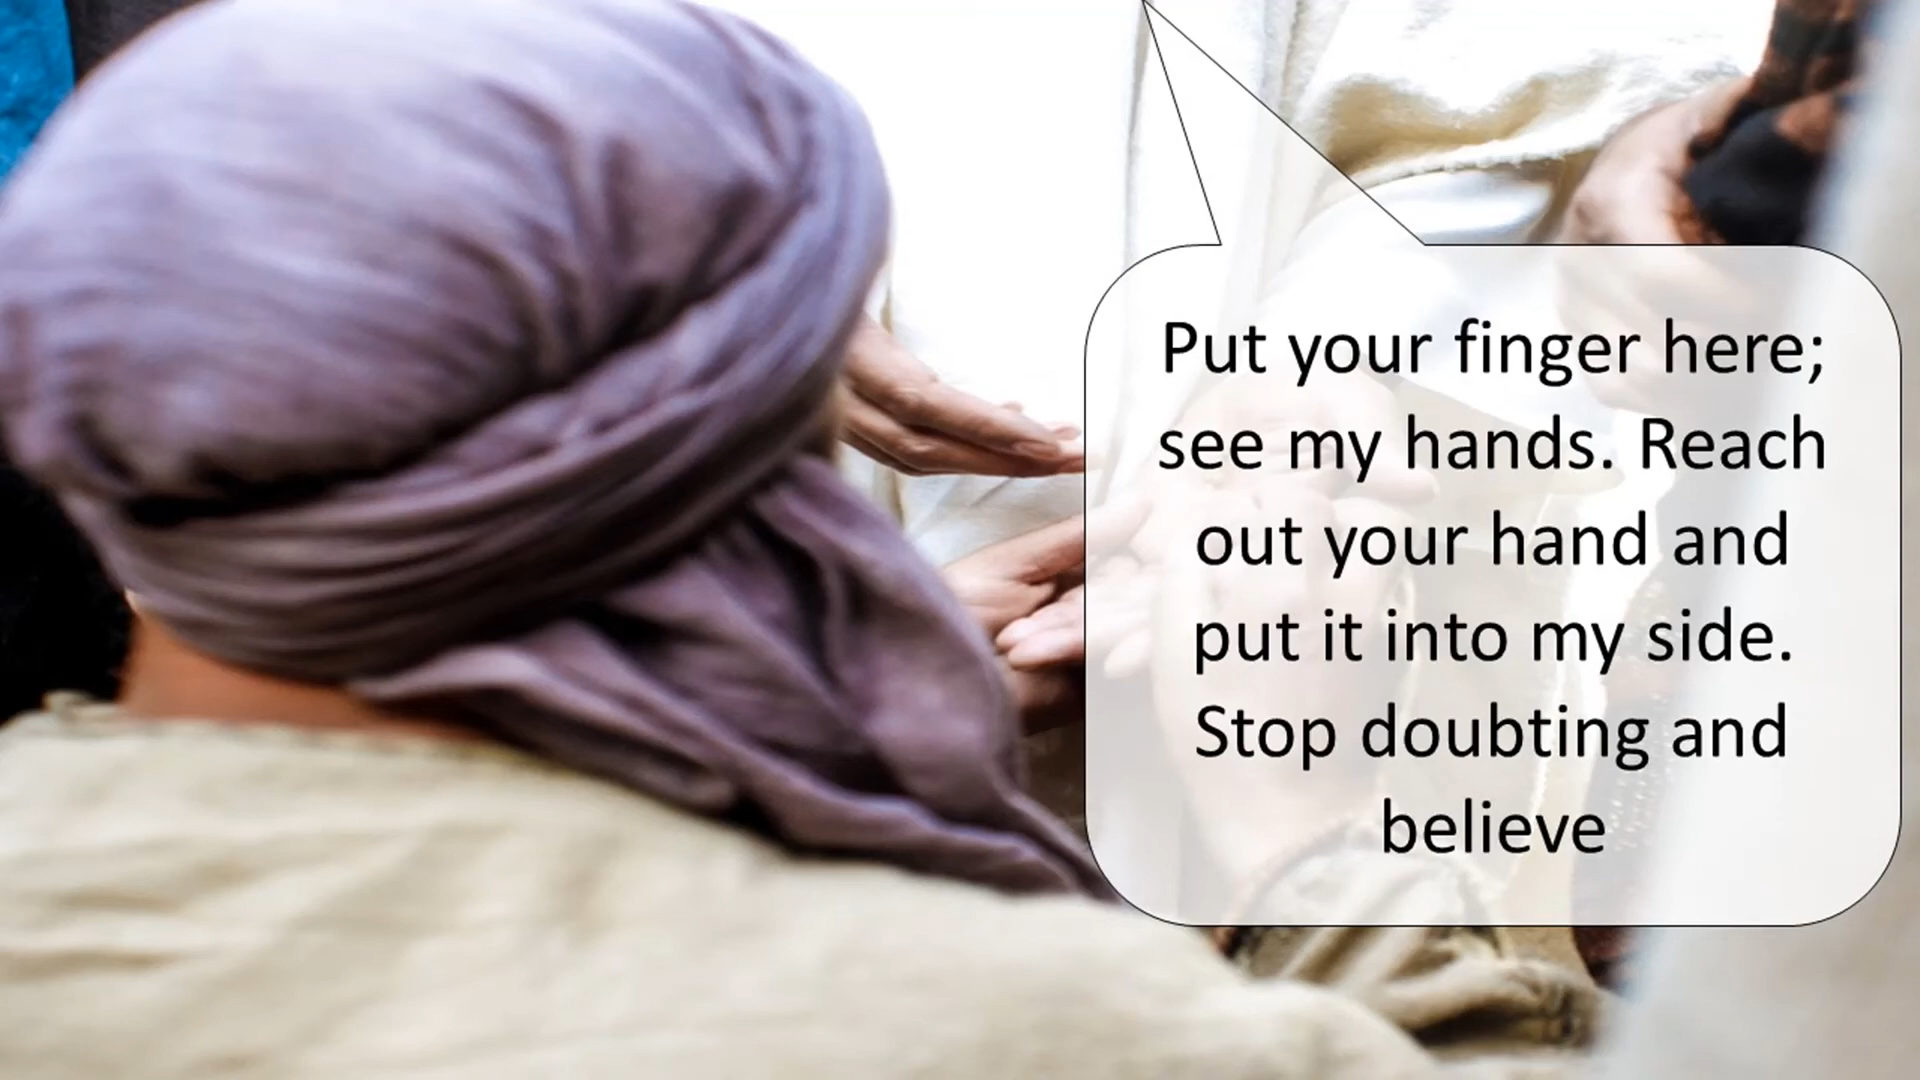 Put your finger here;
see my hands. Reach
out your hand and
put it into my side.
Stop doubting and
believe